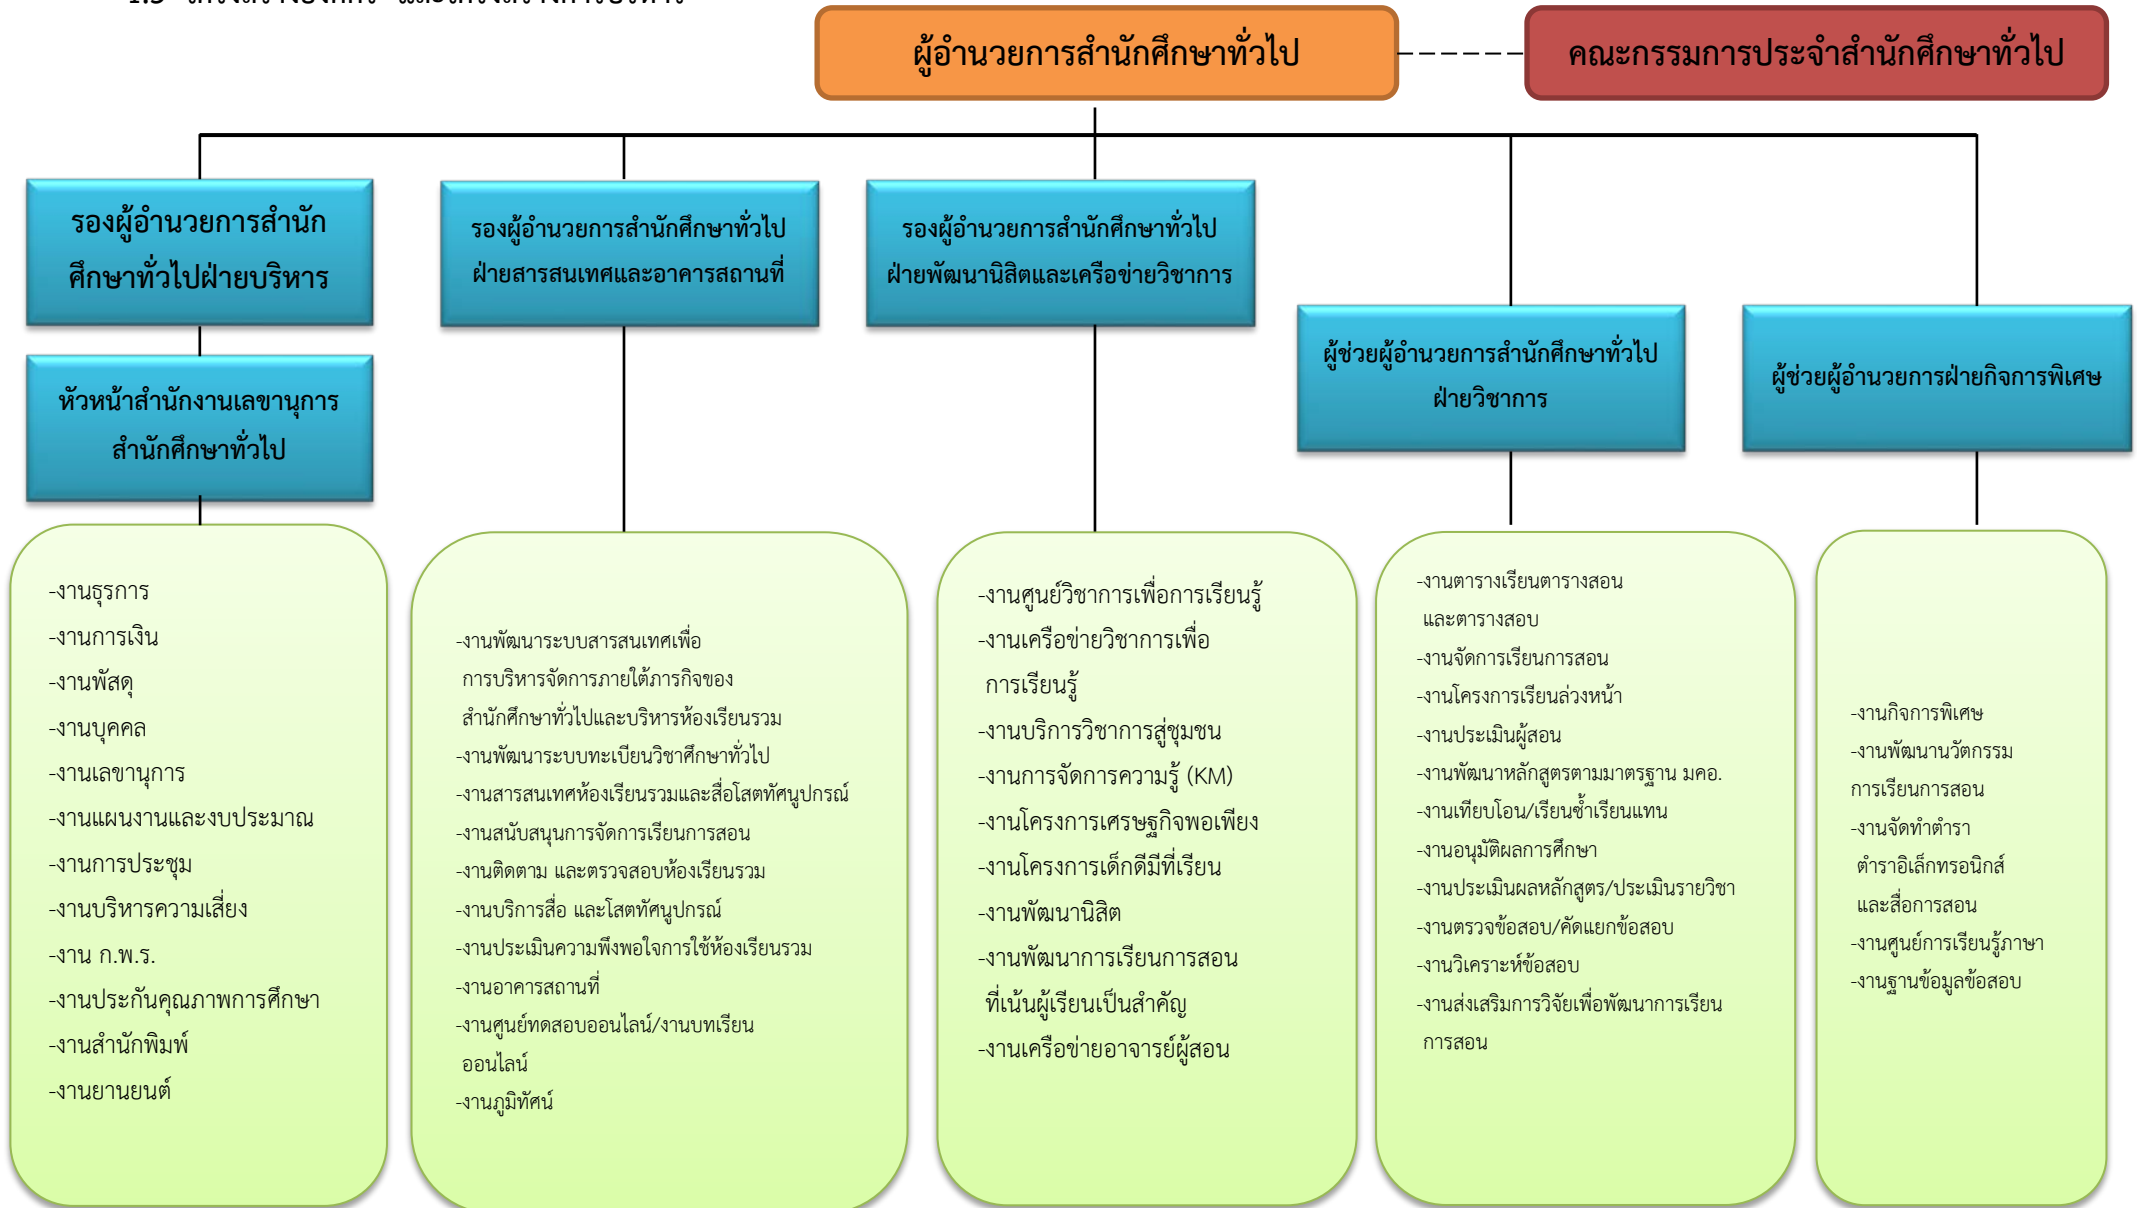 1.5 โครงสร้างองค์กร และโครงสร้างการบริหาร
ผู้อำนวยการสำนักศึกษาทั่วไป
คณะกรรมการประจำสำนักศึกษาทั่วไป
รองผู้อำนวยการสำนัก
ศึกษาทั่วไปฝ่ายบริหาร
รองผู้อำนวยการสำนักศึกษาทั่วไป
ฝ่ายสารสนเทศและอาคารสถานที่
รองผู้อำนวยการสำนักศึกษาทั่วไป
ฝ่ายพัฒนานิสิตและเครือข่ายวิชาการ
ผู้ช่วยผู้อำนวยการสำนักศึกษาทั่วไป
ฝ่ายวิชาการ
ผู้ช่วยผู้อำนวยการฝ่ายกิจการพิเศษ
หัวหน้าสำนักงานเลขานุการ
สำนักศึกษาทั่วไป
-งานธุรการ
-งานการเงิน
-งานพัสดุ
-งานบุคคล
-งานเลขานุการ
-งานแผนงานและงบประมาณ
-งานการประชุม
-งานบริหารความเสี่ยง
-งาน ก.พ.ร.
-งานประกันคุณภาพการศึกษา
-งานสำนักพิมพ์
-งานยานยนต์
-งานพัฒนาระบบสารสนเทศเพื่อ
การบริหารจัดการภายใต้ภารกิจของ
สำนักศึกษาทั่วไปและบริหารห้องเรียนรวม
-งานพัฒนาระบบทะเบียนวิชาศึกษาทั่วไป
-งานสารสนเทศห้องเรียนรวมและสื่อโสตทัศนูปกรณ์
-งานสนับสนุนการจัดการเรียนการสอน
-งานติดตาม และตรวจสอบห้องเรียนรวม
-งานบริการสื่อ และโสตทัศนูปกรณ์
-งานประเมินความพึงพอใจการใช้ห้องเรียนรวม
-งานอาคารสถานที่
-งานศูนย์ทดสอบออนไลน์/งานบทเรียน
ออนไลน์
-งานภูมิทัศน์
-งานศูนย์วิชาการเพื่อการเรียนรู้
-งานเครือข่ายวิชาการเพื่อ
การเรียนรู้
-งานบริการวิชาการสู่ชุมชน
-งานการจัดการความรู้ (KM)
-งานโครงการเศรษฐกิจพอเพียง
-งานโครงการเด็กดีมีที่เรียน
-งานพัฒนานิสิต
-งานพัฒนาการเรียนการสอน
ที่เน้นผู้เรียนเป็นสำคัญ
-งานเครือข่ายอาจารย์ผู้สอน
-งานตารางเรียนตารางสอน
และตารางสอบ
-งานจัดการเรียนการสอน
-งานโครงการเรียนล่วงหน้า
-งานประเมินผู้สอน
-งานพัฒนาหลักสูตรตามมาตรฐาน มคอ.
-งานเทียบโอน/เรียนซ้ำเรียนแทน
-งานอนุมัติผลการศึกษา
-งานประเมินผลหลักสูตร/ประเมินรายวิชา
-งานตรวจข้อสอบ/คัดแยกข้อสอบ
-งานวิเคราะห์ข้อสอบ
-งานส่งเสริมการวิจัยเพื่อพัฒนาการเรียน
การสอน
-งานกิจการพิเศษ
-งานพัฒนานวัตกรรม
การเรียนการสอน
-งานจัดทำตำรา
ตำราอิเล็กทรอนิกส์
และสื่อการสอน
-งานศูนย์การเรียนรู้ภาษา
-งานฐานข้อมูลข้อสอบ